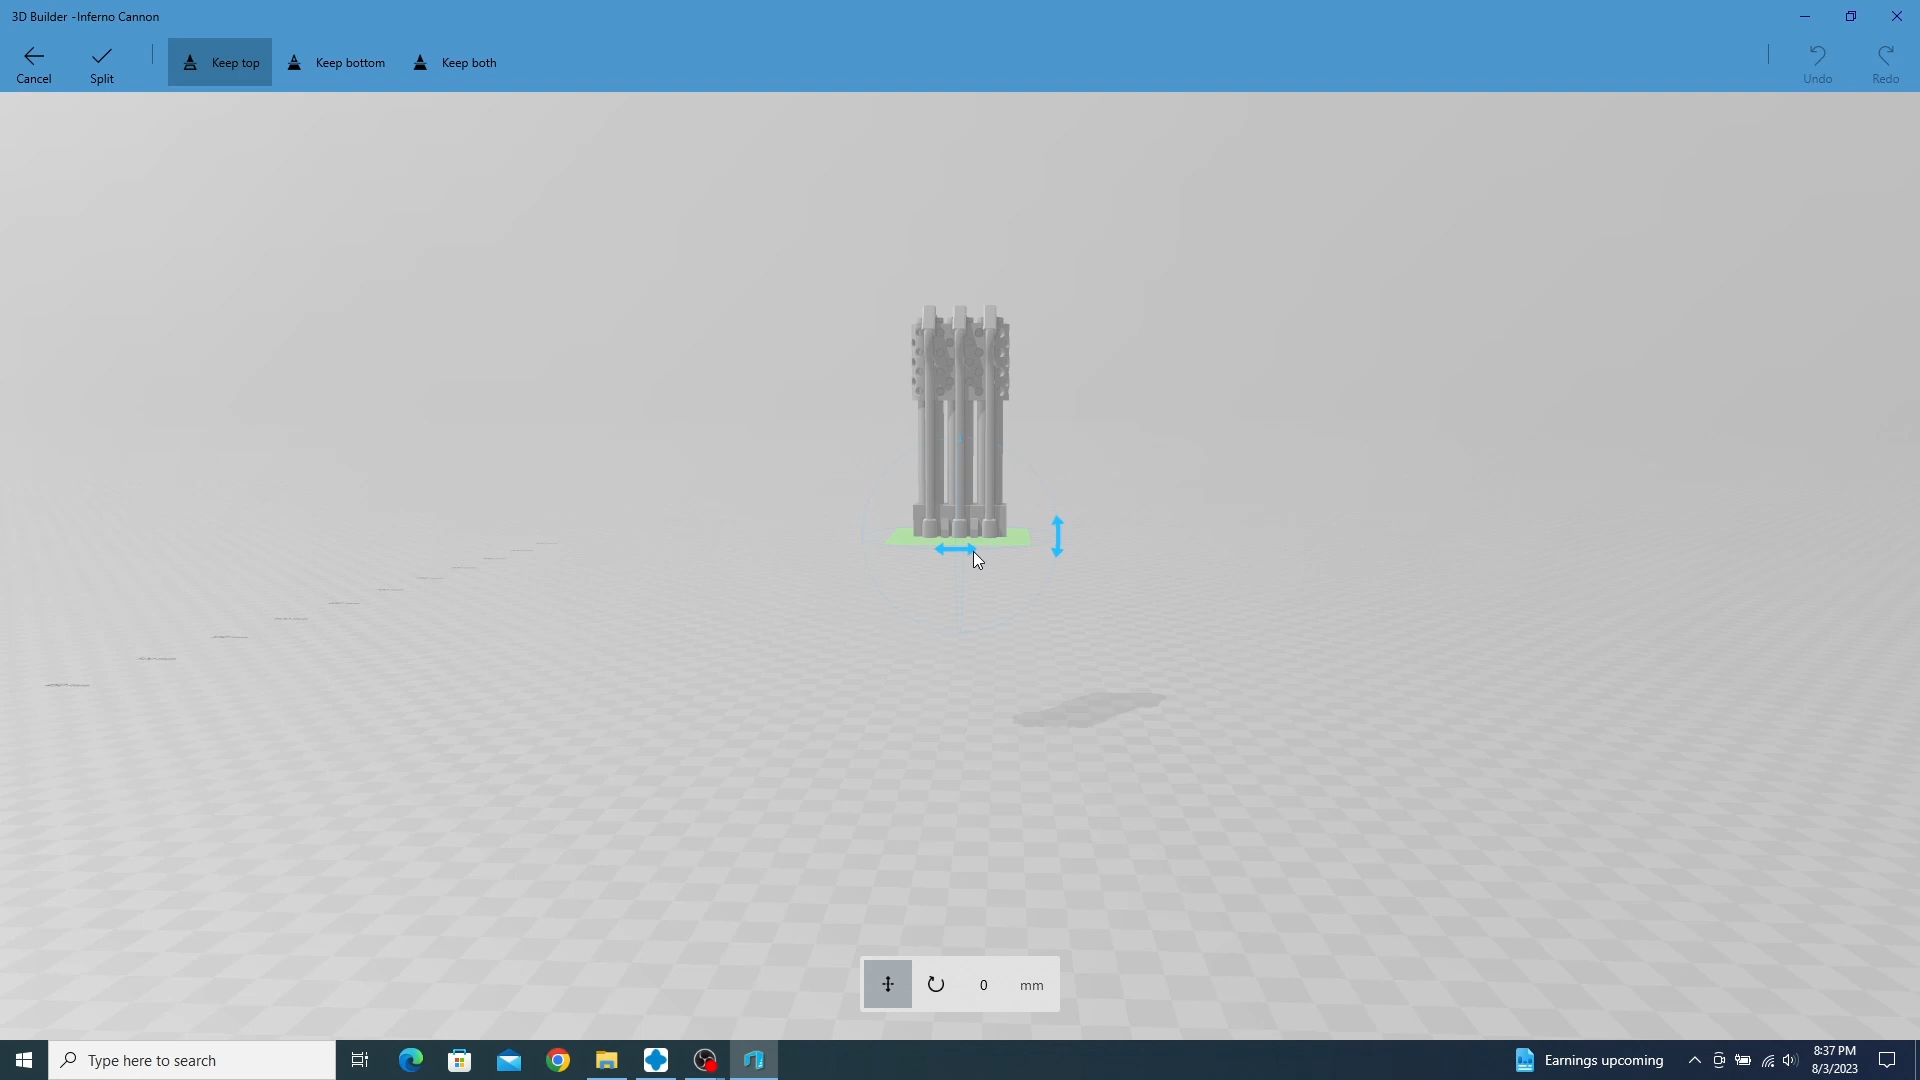 3D Builder -Inferno Cannon
Cancel
Split
Keep top
Keep bottom
Keep both
Undo
Redo
0
mm
Type here to search
Earnings upcoming
8:37 PM
8/3/2023